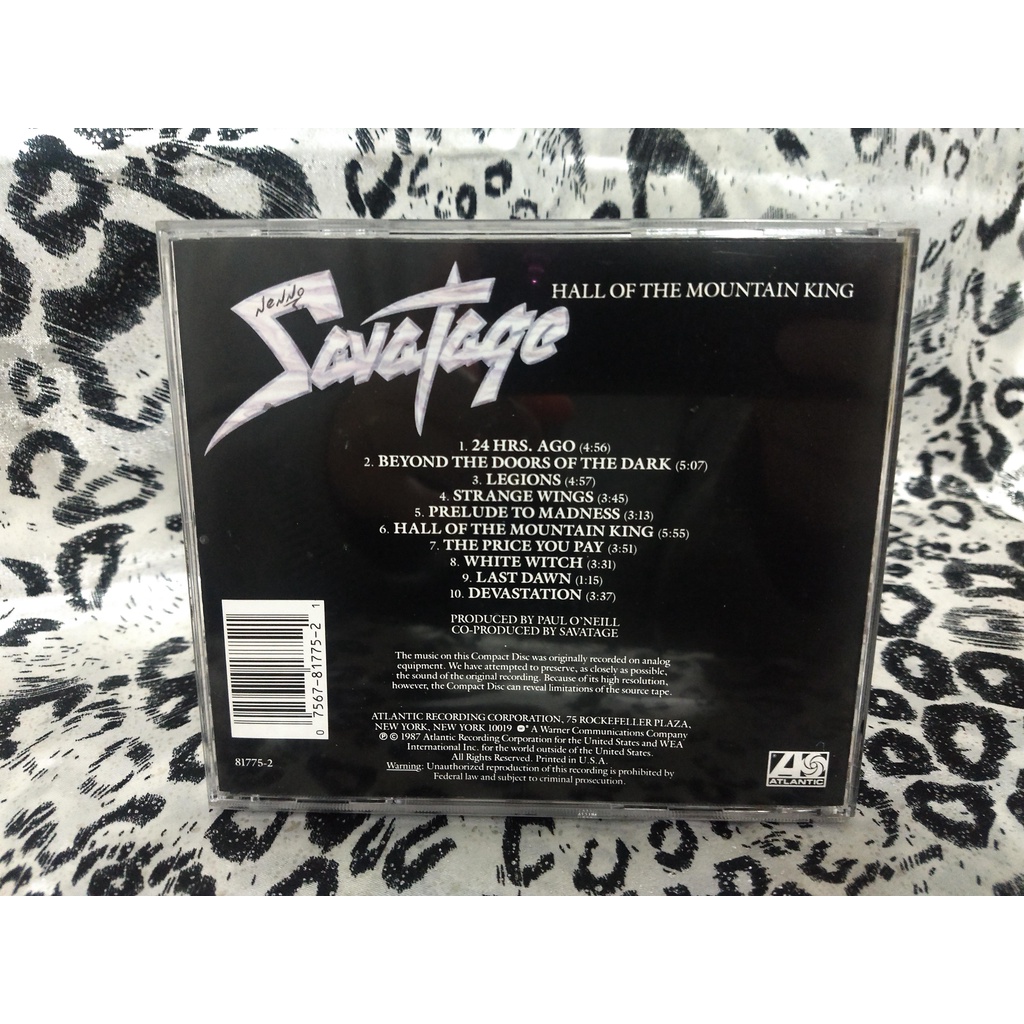 NeNNo
Savatage
HALL OF THE MOUNTAIN KING
1. 24 HRS. AGO (4:56)
2. BEYOND THE DOORS OF THE DARK (5:07)
3. LEGIONS (4:57)
4. STRANGE WINGS (3:45)
5. PRELUDE TO MADNESS (3:13)
6. HALL OF THE MOUNTAIN KING (5:55)
7. THE PRICE YOU PAY (3:51)
8. WHITE WITCH (3:31)
9. LAST DAWN (1:15)
10. DEVASTATION (3:37)
PRODUCED BY PAUL O'NEILL
CO-PRODUCED BY SAVATAGE
The music on this Compact Disc was originally recorded on analog
equipment. We have attempted to preserve, as closely as possible,
the sound of the original recording. Because of its high resolution,
however, the Compact Disc can reveal limitations of the source tape.
ATLANTIC RECORDING CORPORATION, 75 ROCKEFELLER PLAZA,
NEW YORK, NEW YORK 10019 A Warner Communications Company
℗ © 1987 Atlantic Recording Corporation for the United States and WEA
International Inc. for the world outside of the United States.
All Rights Reserved. Printed in U.S.A.
Warning: Unauthorized reproduction of this recording is prohibited by
Federal law and subject to criminal prosecution.
0 7567-81775-2 1
81775-2
ATLANTIC